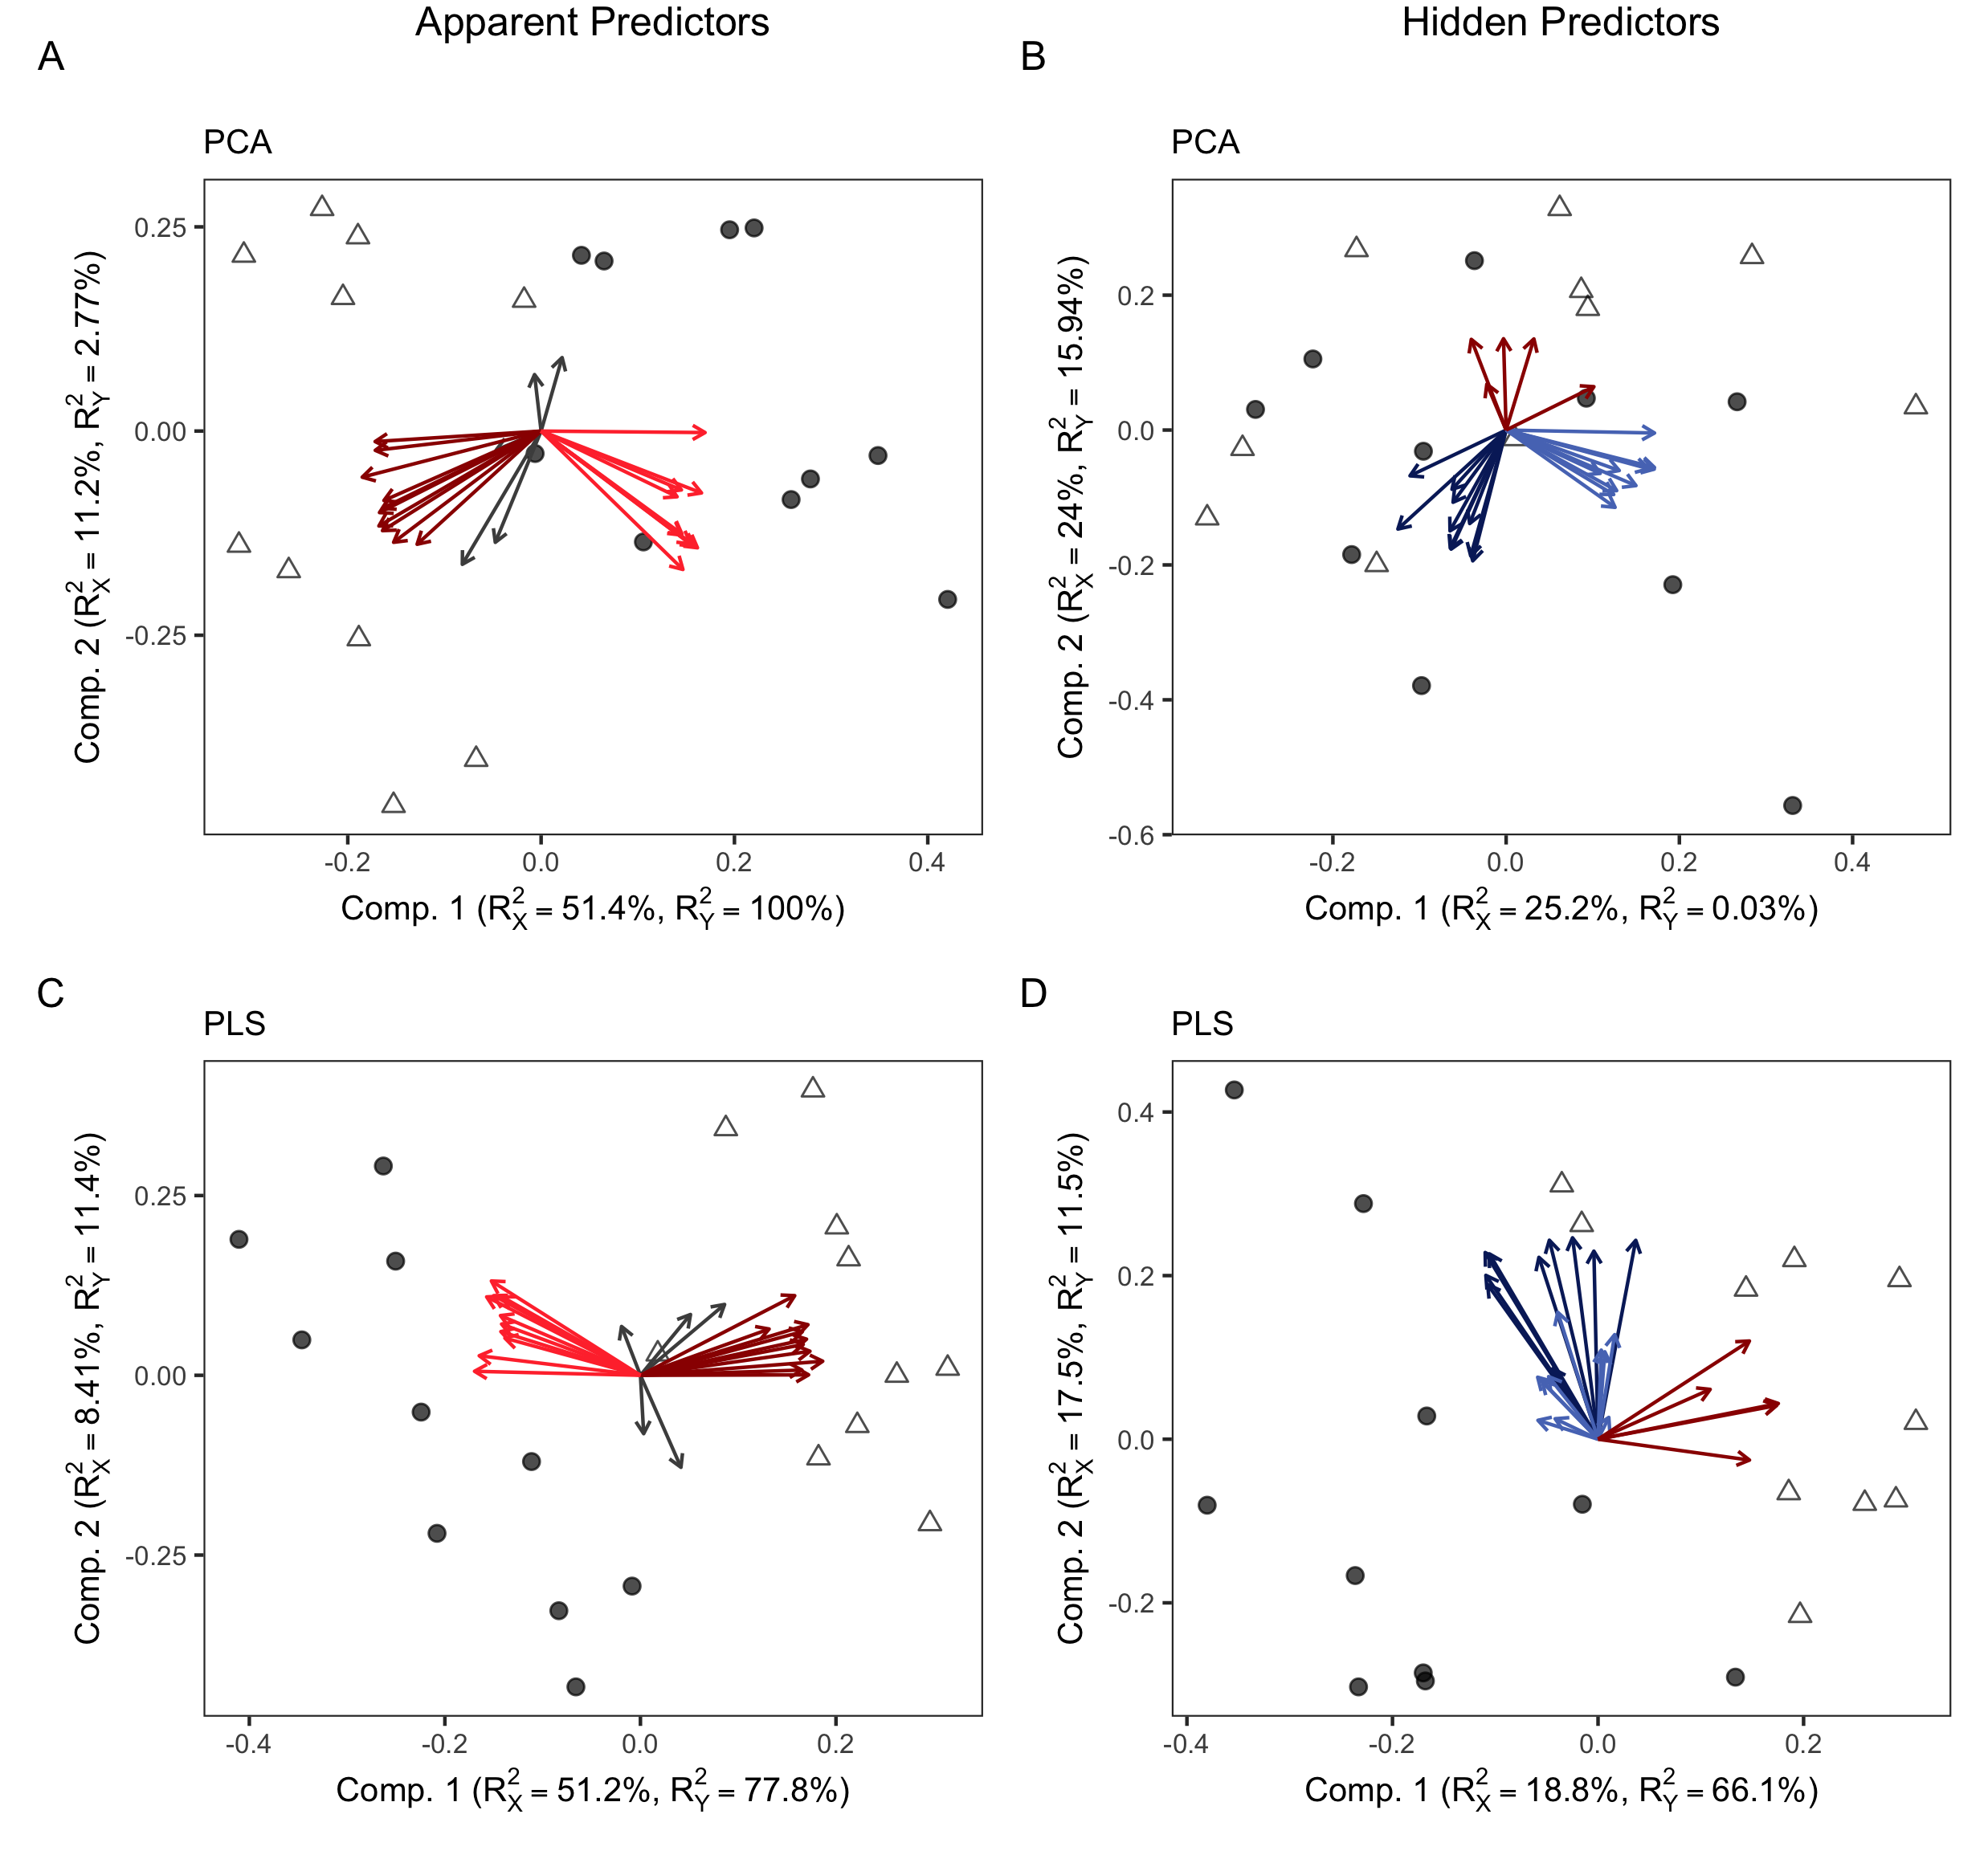 Apparent Predictors
Hidden Predictors
A
B
PCA
PCA
0.25
0.00
-0.25
Comp. 2 (R²X = 11.2%, R²Y = 2.77%)
-0.2 0.0 0.2 0.4
Comp. 1 (R²X = 51.4%, R²Y = 100%)
0.2
0.0
-0.2
-0.4
-0.6
Comp. 2 (R²X = 24%, R²Y = 15.94%)
-0.2 0.0 0.2 0.4
Comp. 1 (R²X = 25.2%, R²Y = 0.03%)
C
D
PLS
PLS
0.25
0.00
-0.25
Comp. 2 (R²X = 8.41%, R²Y = 11.4%)
-0.4 -0.2 0.0 0.2
Comp. 1 (R²X = 51.2%, R²Y = 77.8%)
0.4
0.2
0.0
-0.2
Comp. 2 (R²X = 17.5%, R²Y = 11.5%)
-0.4 -0.2 0.0 0.2
Comp. 1 (R²X = 18.8%, R²Y = 66.1%)